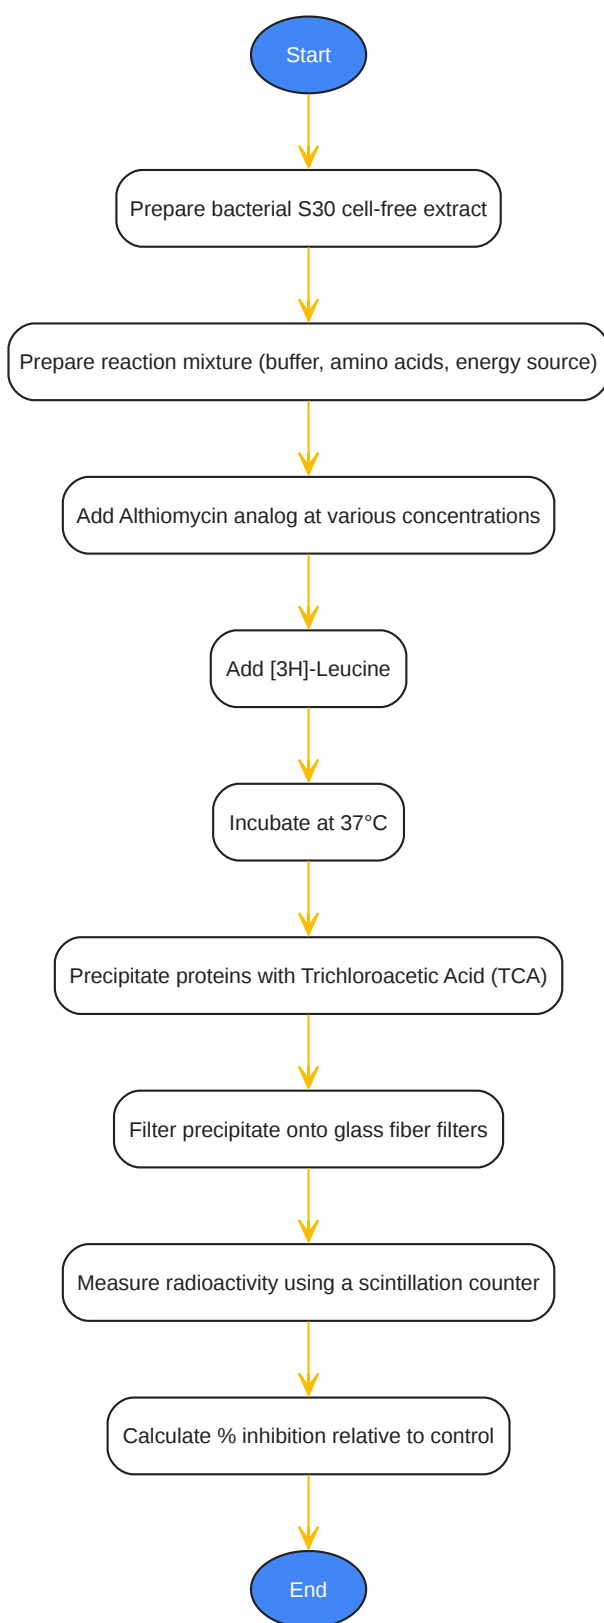 Start
Prepare bacterial S30 cell-free extract
Prepare reaction mixture (buffer, amino acids, energy source)
Add Althiomycin analog at various concentrations
Add [3H]-Leucine
Incubate at 37°C
Precipitate proteins with Trichloroacetic Acid (TCA)
Filter precipitate onto glass fiber filters
Measure radioactivity using a scintillation counter
Calculate % inhibition relative to control
End